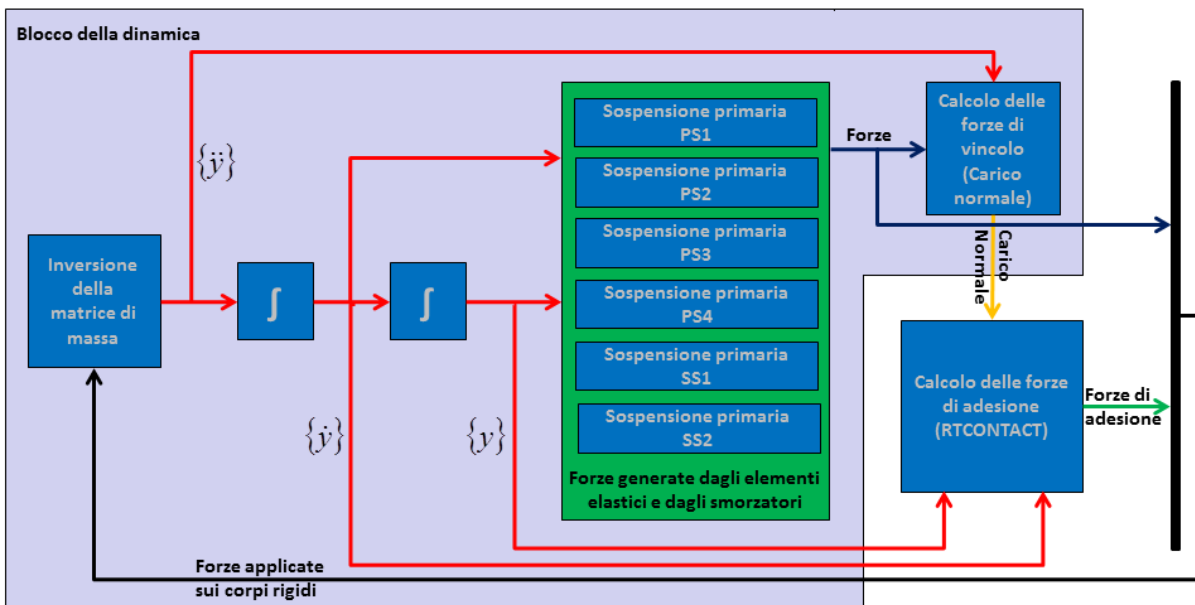 Blocco della dinamica
{ÿ}
Inversione
della
matrice di
massa
∫
∫
{ẏ}
{y}
Sospensione primaria
PS1
Sospensione primaria
PS2
Sospensione primaria
PS3
Sospensione primaria
PS4
Sospensione primaria
SS1
Sospensione primaria
SS2
Forze generate dagli elementi
elastici e dagli smorzatori
Forze
Calcolo delle
forze di
vincolo
(Carico
normale)
Carico
Normale
Calcolo delle forze
di adesione
(RTCONTACT)
Forze di
adesione
Forze applicate
sui corpi rigidi